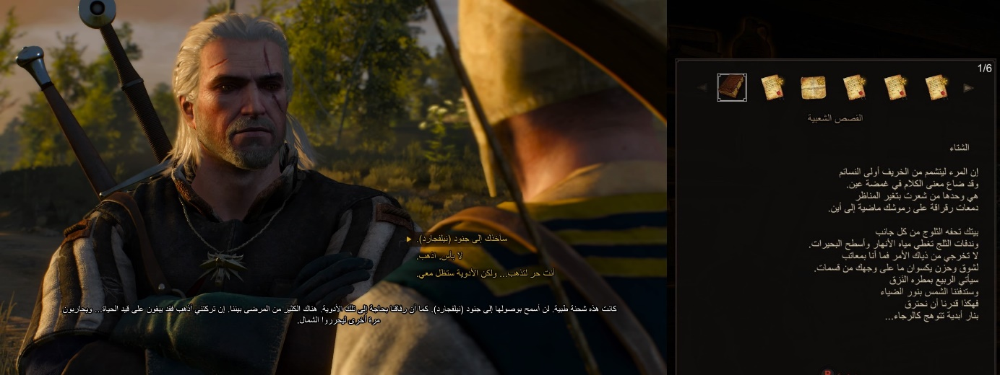 سآخذك إلى جنود (نيلفجارد).
لا بأس. اذهب.
أنت حر لتذهب... ولكن الأدوية ستظل معي.
كانت هذه شحنة طبية. لن أسمح بوصولها إلى جنود (نيلفجارد). كما أن رفاقنا بحاجة إلى تلك الأدوية. هناك الكثير من المرضى بيننا. إن تركتني أذهب فقد يبقون على قيد الحياة... ويحاربون
مرة أخرى ليحرروا الشمال.
1/6
القصص الشعبية
الشتاء
إن المرء ليتشمم من الخريف أولى النسائم
وقد ضاع معنى الكلام في غمضة عين.
هي وحدها من شعرت بتغير المناظر
دمعات رقراقة على رموشك ماضية إلى أين.
بيتك تحفه الثلوج من كل جانب
وندفات الثلج تغطي مياه الأنهار وأسطح البحيرات.
لا تخرجي من ذياك الأمر فما أنا بمعاتب
لشوق وحزن يكسوان ما على وجهك من قسمات.
سيأتي الربيع بمطره النَزِق
وستدفئنا الشمس بنور الضياء
فهكذا قدرنا أن نحترق
بنار أبدية تتوهج كالرجاء...
B